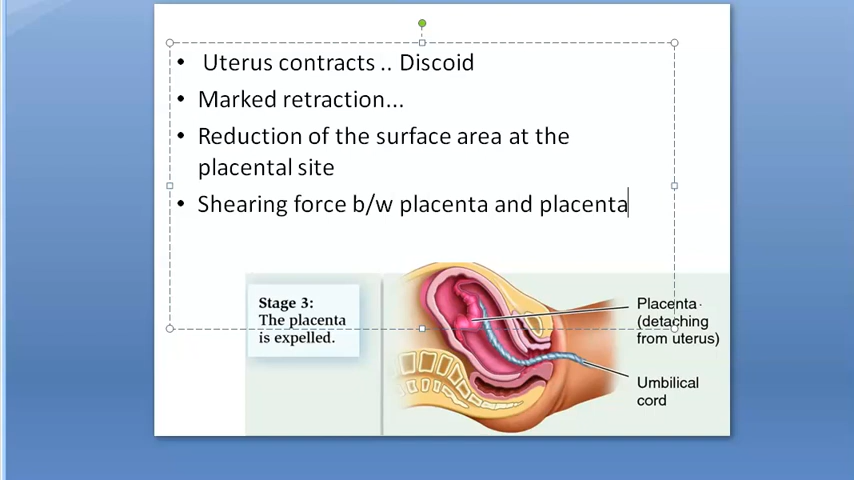 • Uterus contracts .. Discoid
• Marked retraction...
• Reduction of the surface area at the
placental site
• Shearing force b/w placenta and placenta
Stage 3:
The placenta
is expelled.
Placenta
(detaching
from uterus)
Umbilical
cord